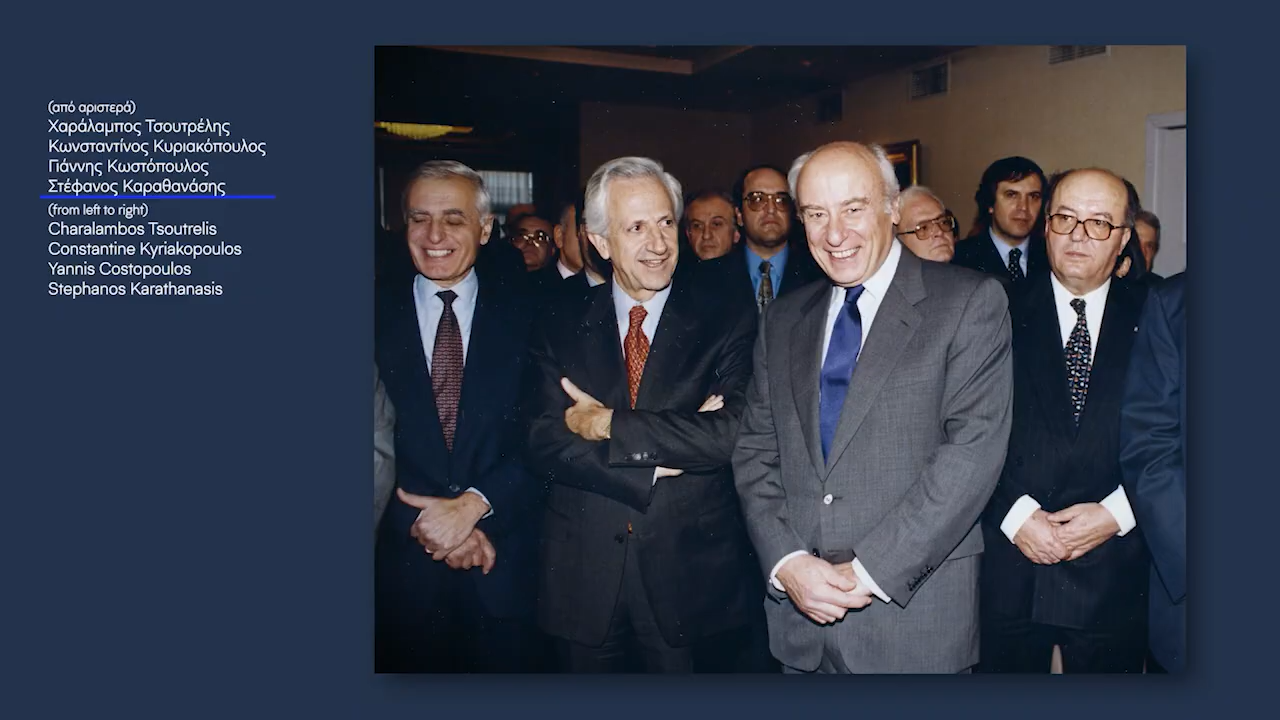 (από αριστερά)
Χαράλαμπος Τσουτρέλης
Κωνσταντίνος Κυριακόπουλος
Γιάννης Κωστόπουλος
Στέφανος Καραθανάσης
(from left to right)
Charalambos Tsoutrelis
Constantine Kyriakopoulos
Yannis Costopoulos
Stephanos Karathanasis